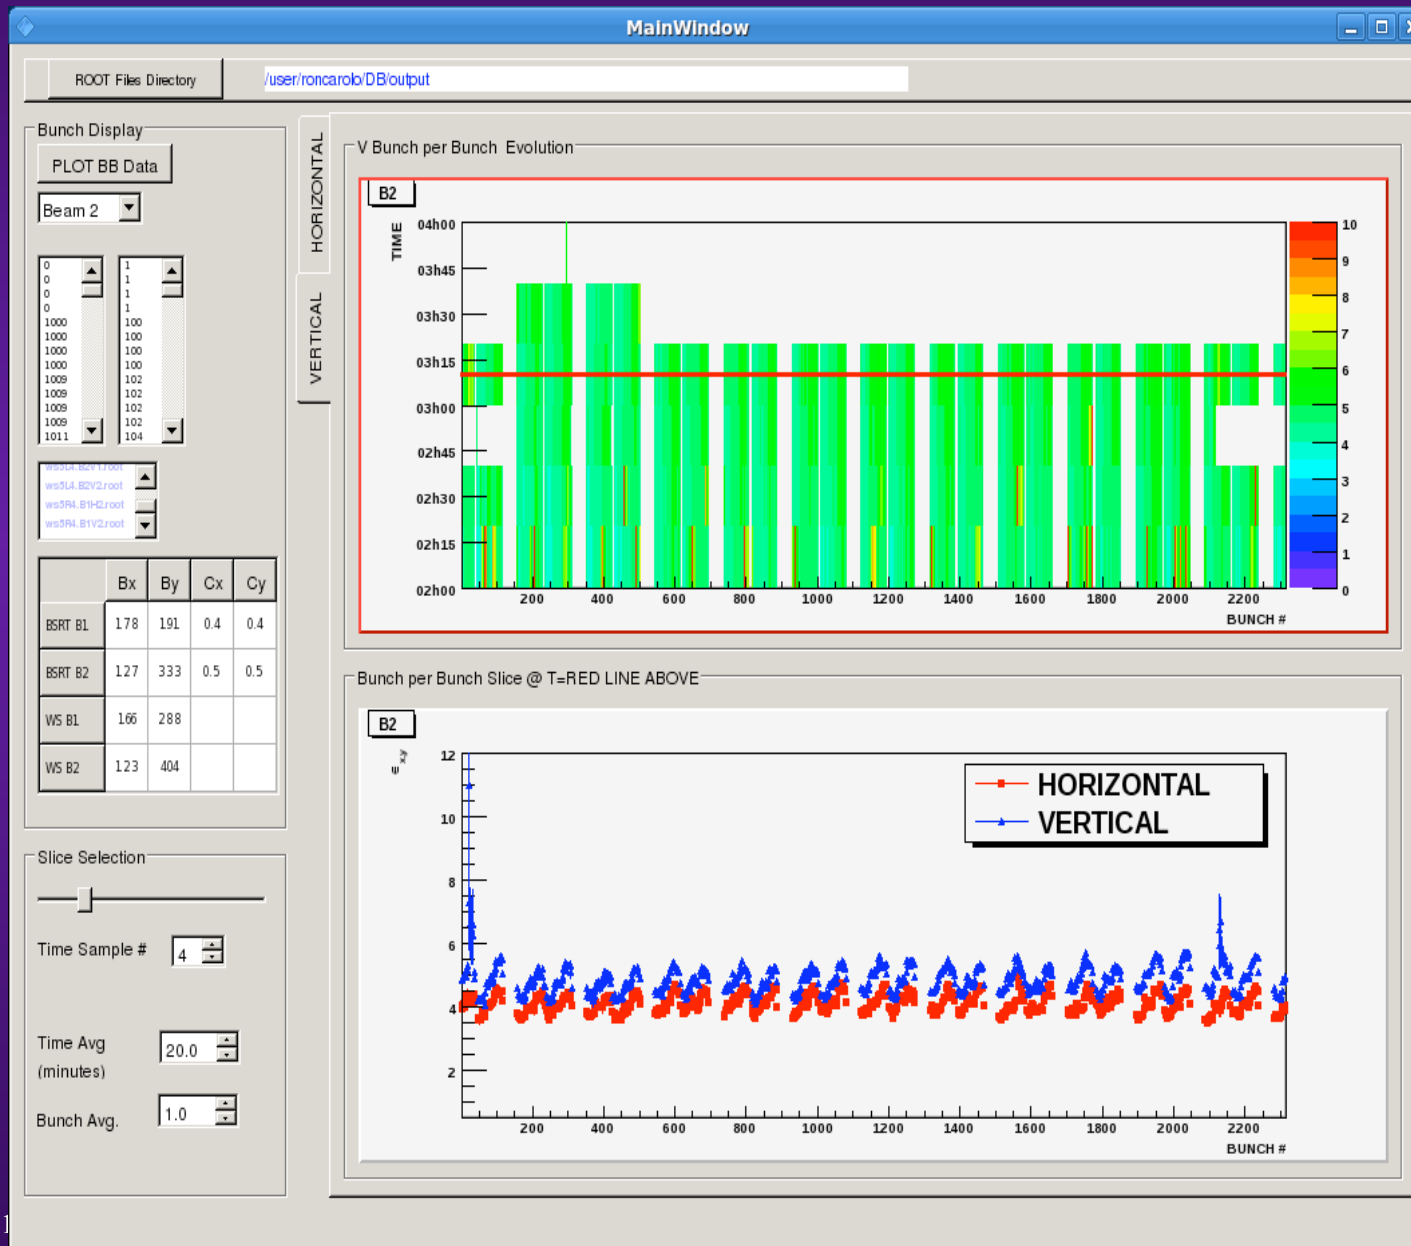 MainWindow
ROOT Files Directory
/user/roncarolo/DB/output
Bunch Display
PLOT BB Data
Beam 2
0 1
0 1
0 1
0 1
1000 100
1000 100
1000 100
1000 100
1009 102
1009 102
1009 102
1009 102
1011 104
ws5L4.B2V1.root
ws5L4.B2V2.root
ws5R4.B1H2.root
ws5R4.B1V2.root
Bx By Cx Cy
BSRT B1 178 191 0.4 0.4
BSRT B2 127 333 0.5 0.5
WS B1 166 288
WS B2 123 404
Slice Selection
Time Sample # 4
Time Avg 20.0
(minutes)
Bunch Avg. 1.0
HORIZONTAL
VERTICAL
V Bunch per Bunch Evolution
B2
TIME
04h00
03h45
03h30
03h15
03h00
02h45
02h30
02h15
02h00
200 400 600 800 1000 1200 1400 1600 1800 2000 2200
BUNCH #
10
9
8
7
6
5
4
3
2
1
0
Bunch per Bunch Slice @ T=RED LINE ABOVE
B2
ϵ x,y
12
10
8
6
4
2
HORIZONTAL
VERTICAL
200 400 600 800 1000 1200 1400 1600 1800 2000 2200
BUNCH #